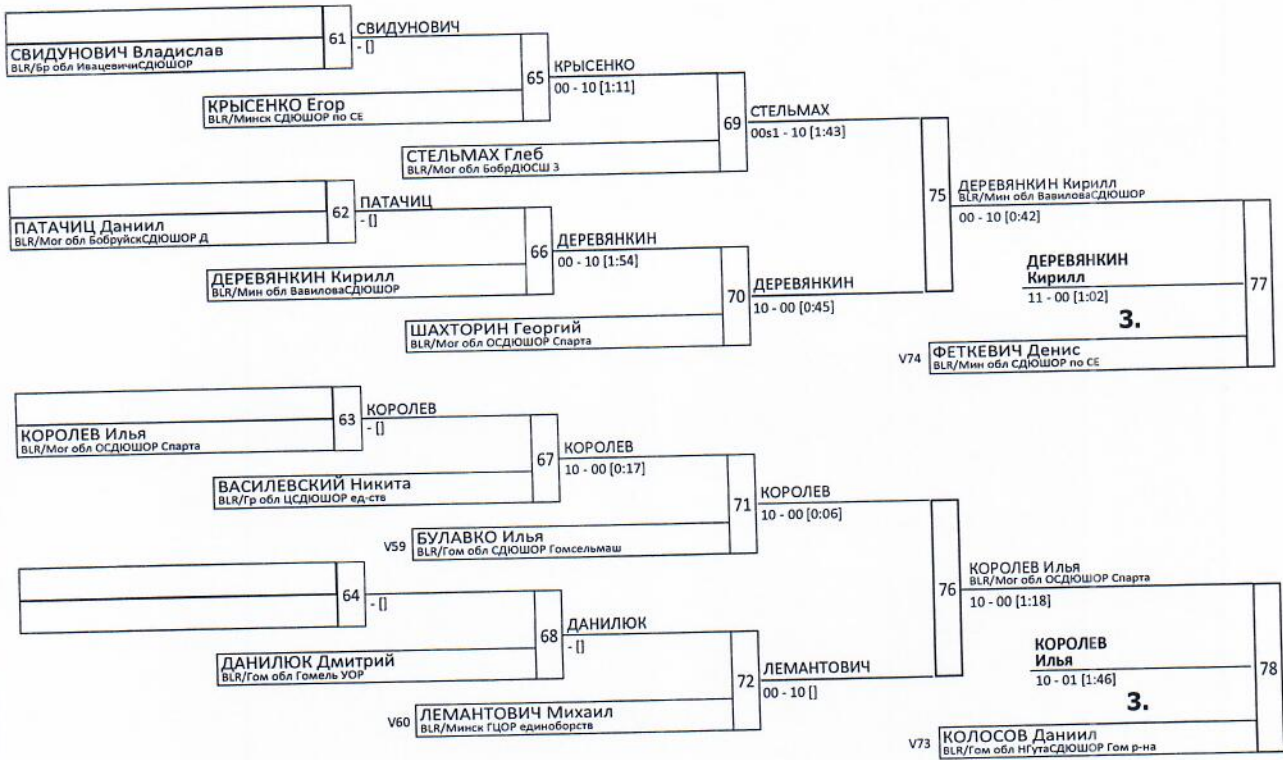 СВИДУНОВИЧ Владислав
BLR/Бр обл ИвацевичиСДЮШОР
61
СВИДУНОВИЧ
- []
КРЫСЕНКО Егор
BLR/Минск СДЮШОР по СЕ
65
КРЫСЕНКО
00 - 10 [1:11]
СТЕЛЬМАХ Глеб
BLR/Мог обл БобрДЮСШ 3
69
СТЕЛЬМАХ
00s1 - 10 [1:43]
ПАТАЧИЦ Даниил
BLR/Мог обл БобруйскСДЮШОР Д
62
ПАТАЧИЦ
- []
ДЕРЕВЯНКИН Кирилл
BLR/Мин обл ВавиловаСДЮШОР
66
ДЕРЕВЯНКИН
00 - 10 [1:54]
ШАХТОРИН Георгий
BLR/Мог обл ОСДЮШОР Спарта
70
ДЕРЕВЯНКИН
10 - 00 [0:45]
75
ДЕРЕВЯНКИН Кирилл
BLR/Мин обл ВавиловаСДЮШОР
00 - 10 [0:42]
ДЕРЕВЯНКИН
Кирилл
11 - 00 [1:02]
3.
77
V74
ФЕТКЕВИЧ Денис
BLR/Мин обл СДЮШОР по СЕ
КОРОЛЕВ Илья
BLR/Мог обл ОСДЮШОР Спарта
63
КОРОЛЕВ
- []
ВАСИЛЕВСКИЙ Никита
BLR/Гр обл ЦСДЮШОР ед-ств
67
КОРОЛЕВ
10 - 00 [0:17]
V59
БУЛАВКО Илья
BLR/Гом обл СДЮШОР Гомсельмаш
71
КОРОЛЕВ
10 - 00 [0:06]
64
- []
ДАНИЛЮК Дмитрий
BLR/Гом обл Гомель УОР
68
ДАНИЛЮК
- []
V60
ЛЕМАНТОВИЧ Михаил
BLR/Минск ГЦОР единоборств
72
ЛЕМАНТОВИЧ
00 - 10 []
76
КОРОЛЕВ Илья
BLR/Мог обл ОСДЮШОР Спарта
10 - 00 [1:18]
КОРОЛЕВ
Илья
10 - 01 [1:46]
3.
78
V73
КОЛОСОВ Даниил
BLR/Гом обл НГутаСДЮШОР Гом р-на